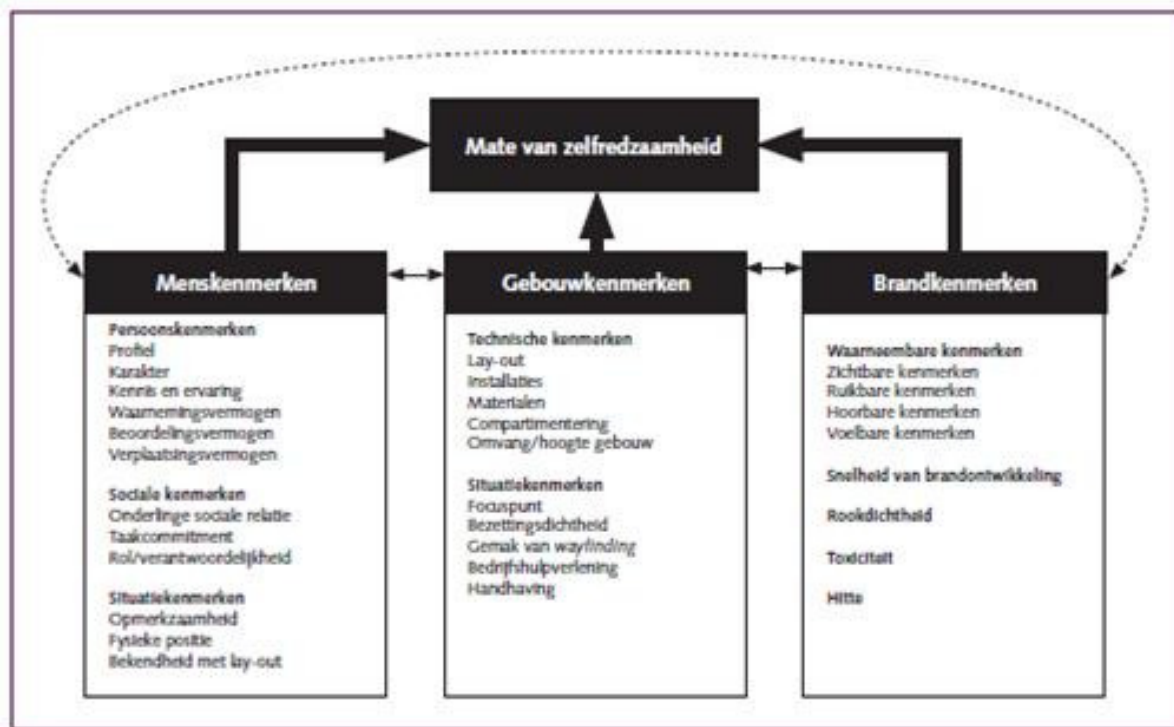 Mate van zelfredzaamheid
Menskenmerken
Persoonskenmerken
Profiel
Karakter
Kennis en ervaring
Waarnemingsvermogen
Beoordelingsvermogen
Verplaatsingsvermogen
Sociale kenmerken
Onderlinge sociale relatie
Taakcommitment
Rol/verantwoordelijkheid
Situatiekenmerken
Opmerkzaamheid
Fysieke positie
Bekendheid met lay-out
Gebouwkenmerken
Technische kenmerken
Lay-out
Installaties
Materialen
Compartimentering
Omvang/hoogte gebouw
Situatiekenmerken
Focuspunt
Bezettingsdichtheid
Gemak van wayfinding
Bedrijfshulpverlening
Handhaving
Brandkenmerken
Waarneembare kenmerken
Zichtbare kenmerken
Ruikbare kenmerken
Hoorbare kenmerken
Voelbare kenmerken
Snelheid van brandontwikkeling
Rookdichtheid
Toxiciteit
Hitte